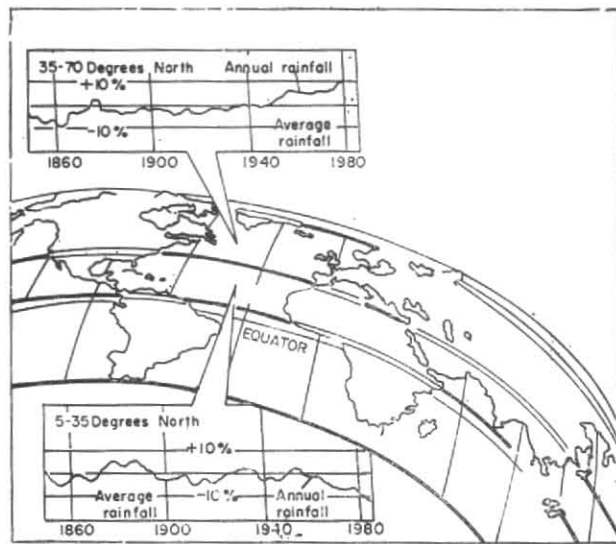 35-70 Degrees North Annual rainfall
+10%
-10% Average
rainfall
1860 1900 1940 1980
EQUATOR
5-35 Degrees North
+10%
Average -10% Annual
rainfall rainfall
1860 1900 1940 1980